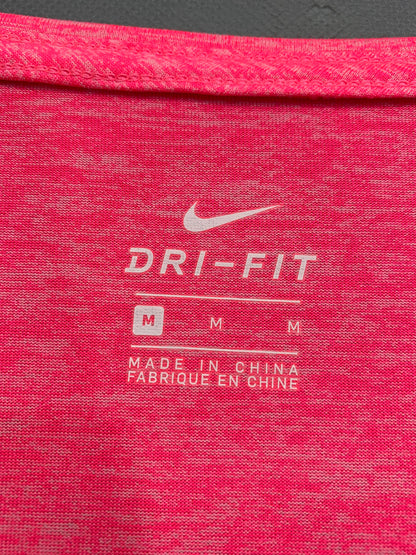 DRI-FIT
M M M
MADE IN CHINA
FABRIQUE EN CHINE